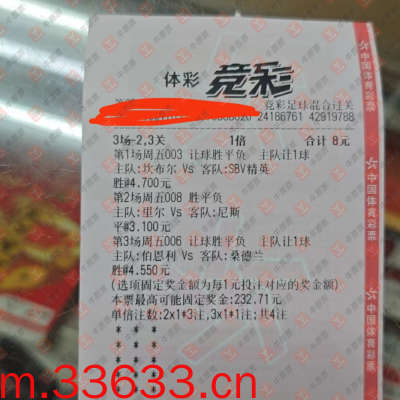 体彩 竞彩
竞彩足球混合过关
24186761 42919788
3场-2,3关 1倍 合计 8元
第1场周五003 让球胜平负 主队让1球
主队:坎布尔 Vs 客队:SBV精英
胜@4.700元
第2场周五008 胜平负
主队:里尔 Vs 客队:尼斯
平@3.100元
第3场周五006 让球胜平负 主队让1球
主队:伯恩利 Vs 客队:桑德兰
胜@4.550元
(选项固定奖金额为每1元投注对应的奖金额)
本票最高可能固定奖金:232.71元
单倍注数:2x1*3注,3x1*1注;共4注
中国体育彩票
中国体育彩票
m.33633.cn